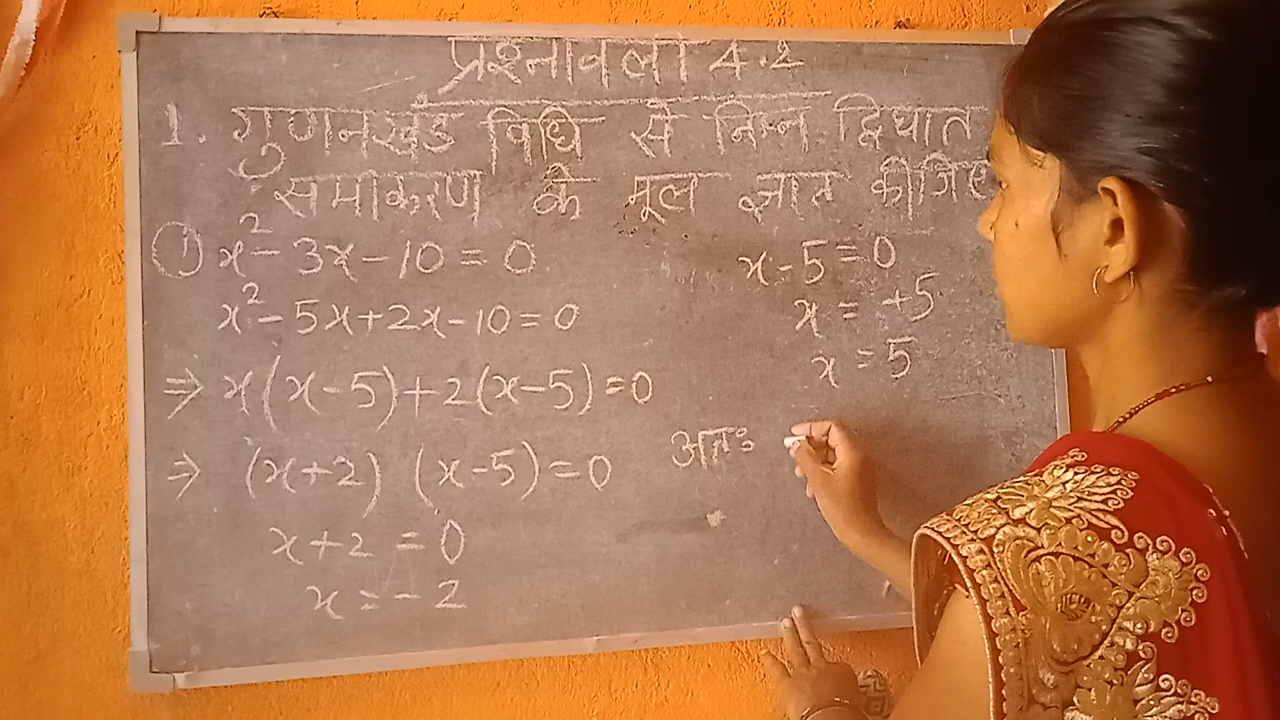 प्रश्नावली 4.2
1. गुणनखंड विधि से निम्न द्विघात
समीकरण के मूल ज्ञात कीजिए
① x² - 3x - 10 = 0
x² - 5x + 2x - 10 = 0
⇒ x(x - 5) + 2(x - 5) = 0
⇒ (x + 2) (x - 5) = 0
x + 2 = 0
x = - 2
x - 5 = 0
x = +5
x = 5
अतः